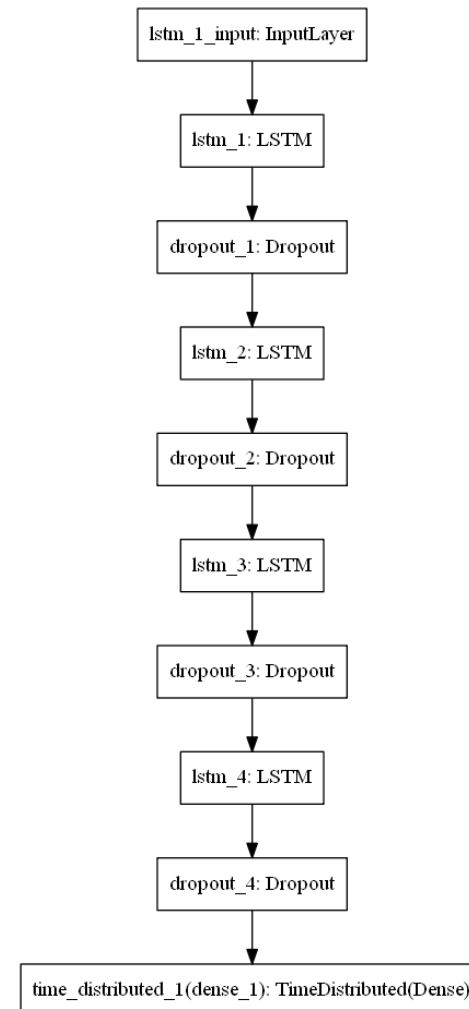 lstm_1_input: InputLayer
lstm_1: LSTM
dropout_1: Dropout
lstm_2: LSTM
dropout_2: Dropout
lstm_3: LSTM
dropout_3: Dropout
lstm_4: LSTM
dropout_4: Dropout
time_distributed_1(dense_1): TimeDistributed(Dense)